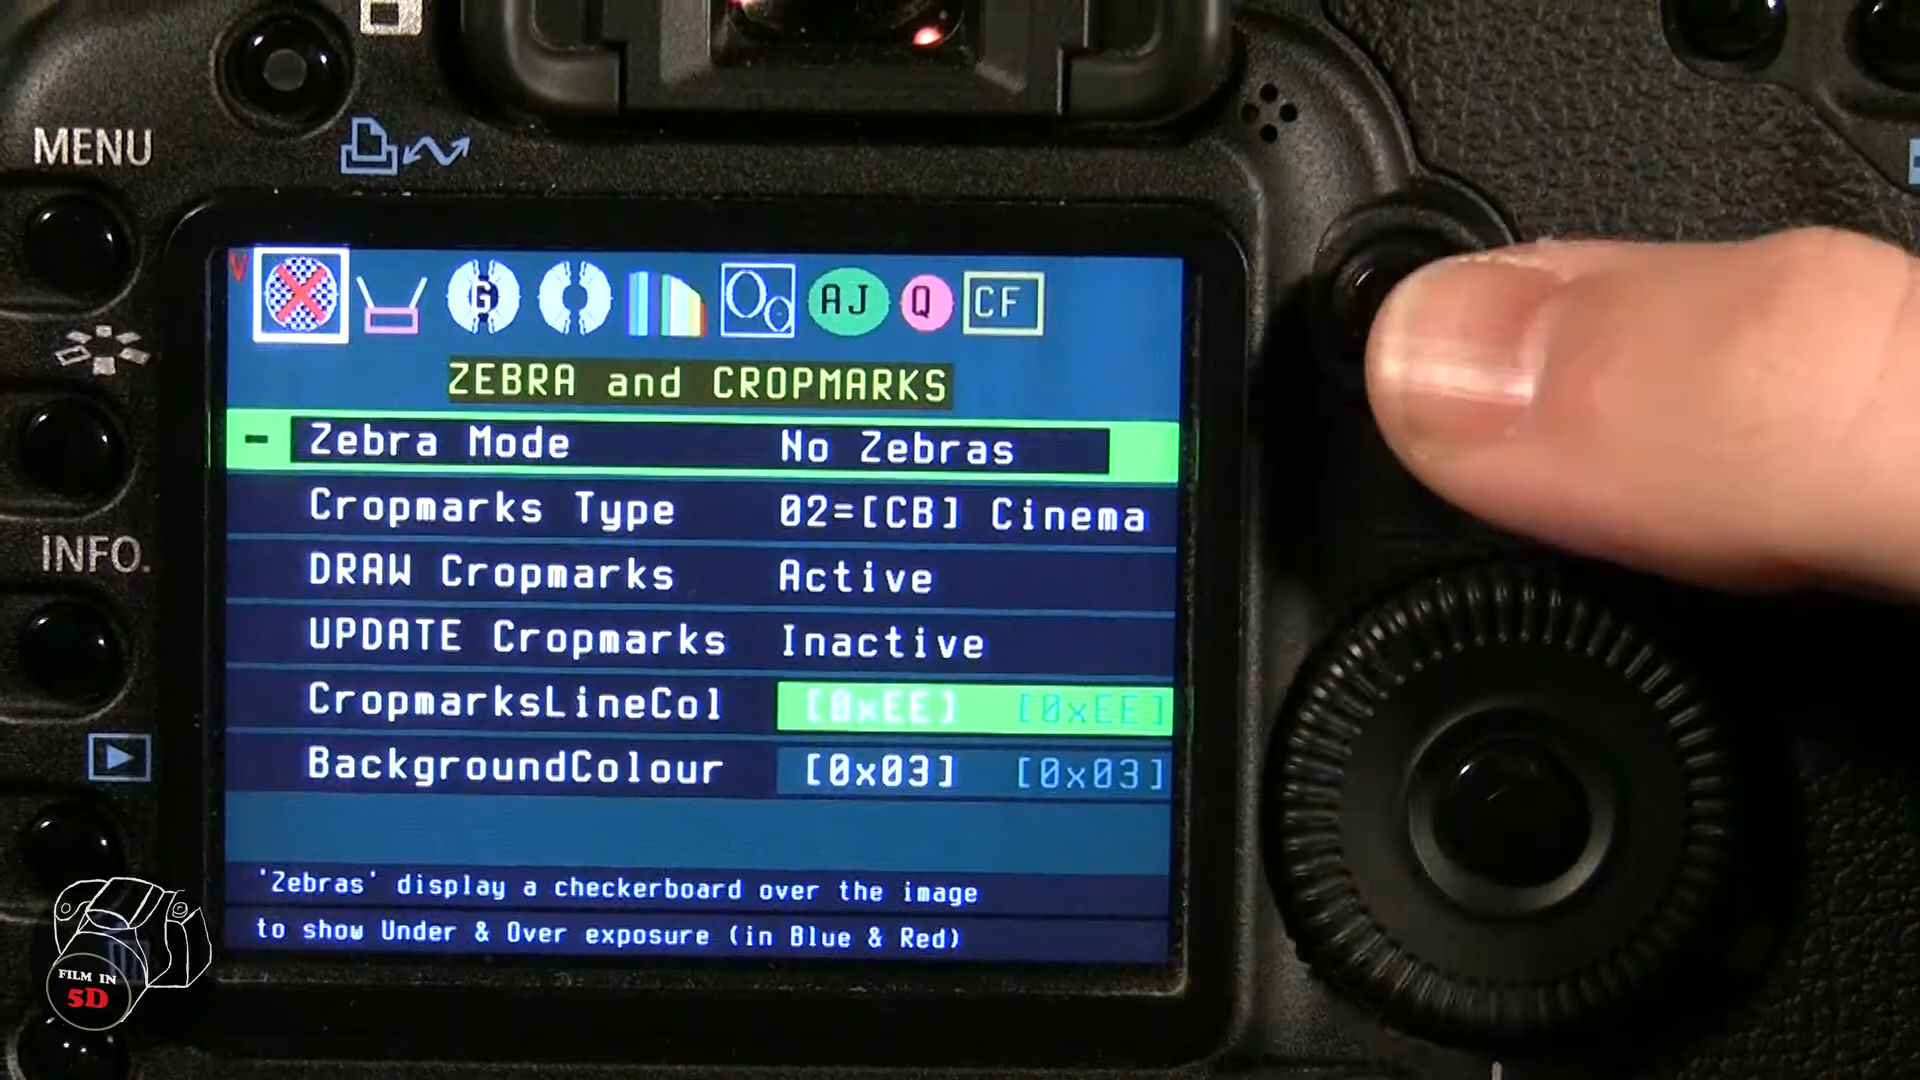 MENU
V
G
AJ
Q
CF
ZEBRA and CROPMARKS
- Zebra Mode No Zebras
Cropmarks Type 02=[CB] Cinema
DRAW Cropmarks Active
UPDATE Cropmarks Inactive
INFO.
CropmarksLineCol [0xEE] [0xEE]
BackgroundColour [0x03] [0x03]
'Zebras' display a checkerboard over the image
to show Under & Over exposure (in Blue & Red)
FILM IN
5D